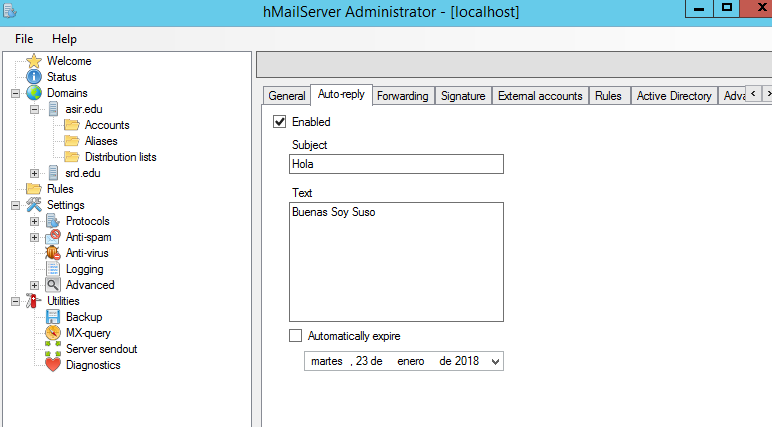 hMailServer Administrator - [localhost]
File Help
Welcome
Status
Domains
asir.edu
Accounts
Aliases
Distribution lists
srd.edu
Rules
Settings
Protocols
Anti-spam
Anti-virus
Logging
Advanced
Utilities
Backup
MX-query
Server sendout
Diagnostics
General Auto-reply Forwarding Signature External accounts Rules Active Directory Adva
Enabled
Subject
Hola
Text
Buenas Soy Suso
Automatically expire
martes , 23 de enero de 2018